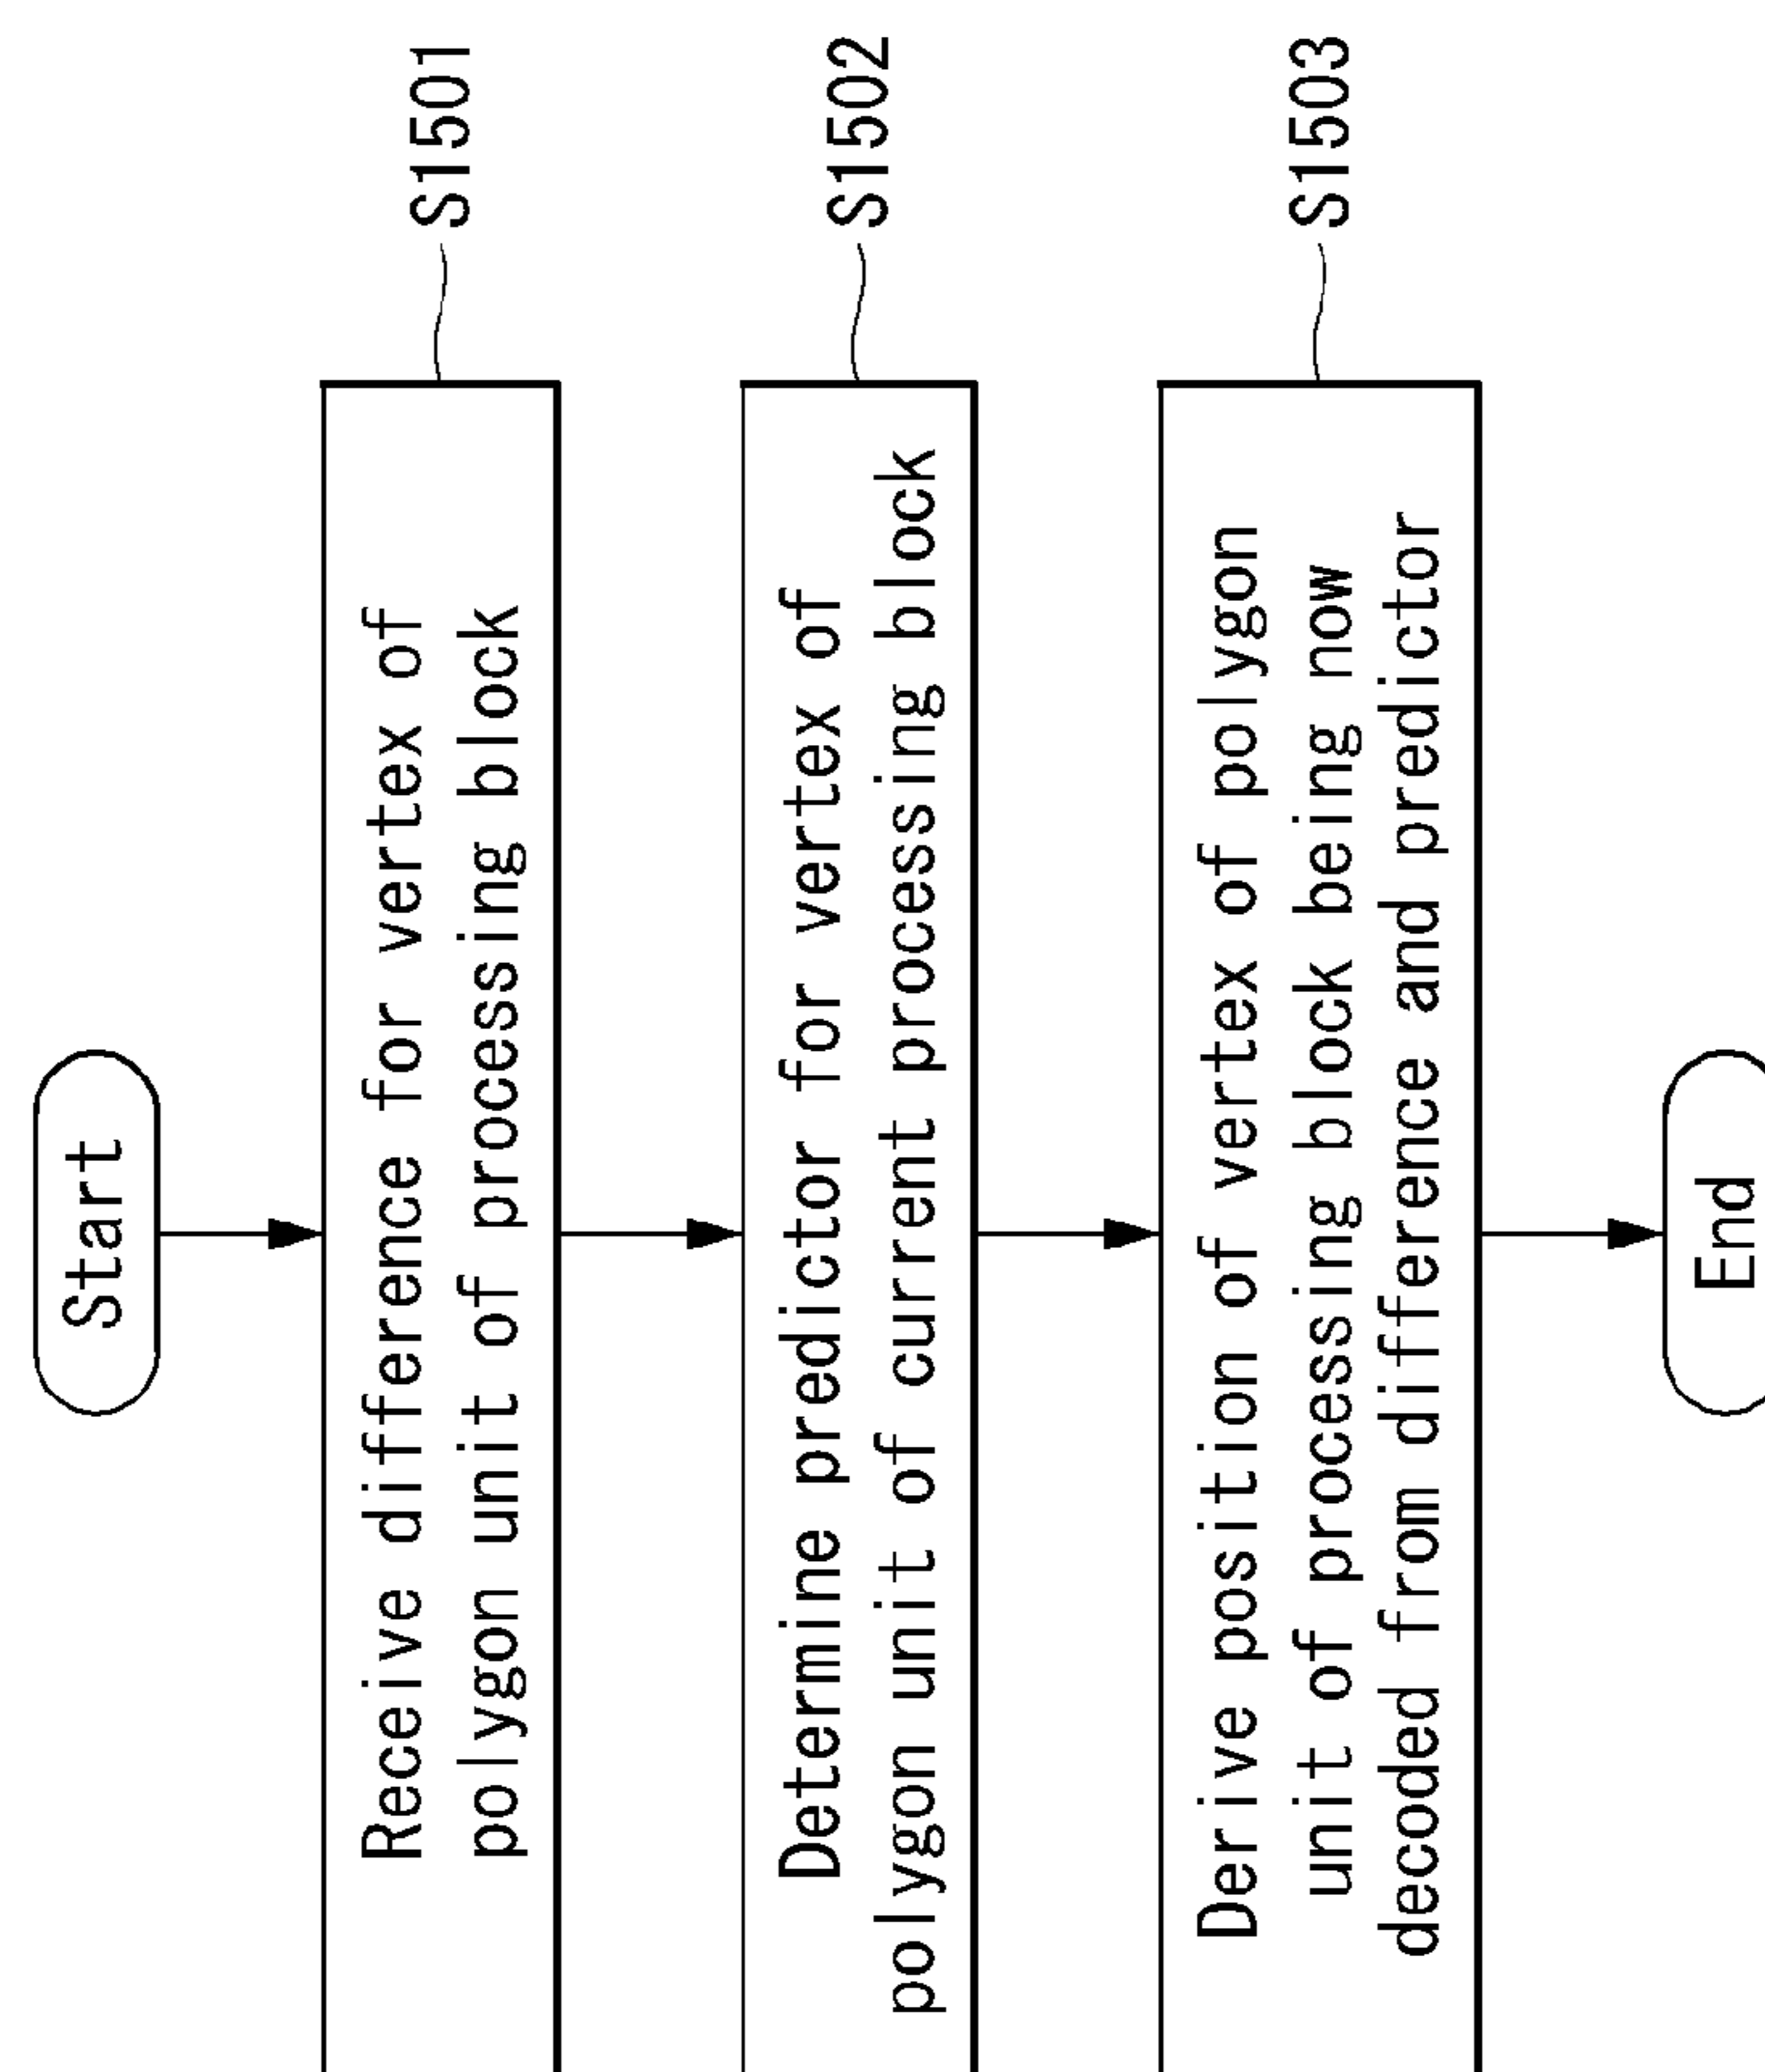 Start
Receive difference for vertex of
polygon unit of processing block
S1501
Determine predictor for vertex of
polygon unit of current processing block
S1502
Derive position of vertex of polygon
unit of processing block being now
decoded from difference and predictor
S1503
End